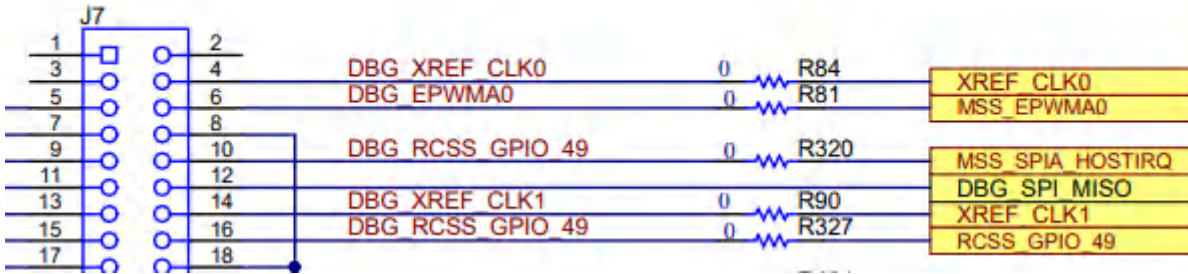 J7
1 2
3 4 DBG_XREF_CLK0 0 R84 XREF_CLK0
5 6 DBG_EPWMA0 0 R81 MSS_EPWMA0
7 8
9 10 DBG_RCSS_GPIO_49 0 R320 MSS_SPIA_HOSTIRQ
11 12 DBG_SPI_MISO
13 14 DBG_XREF_CLK1 0 R90 XREF_CLK1
15 16 DBG_RCSS_GPIO_49 0 R327 RCSS_GPIO_49
17 18